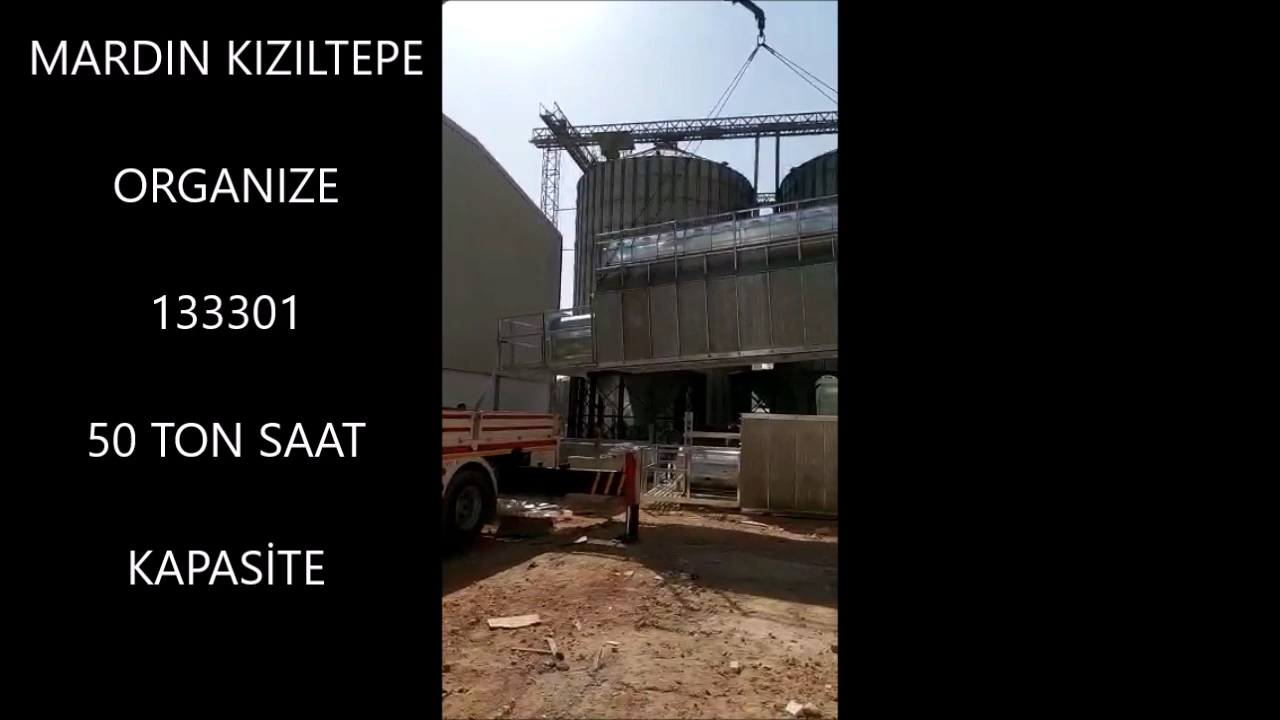 MARDIN KIZILTEPE
ORGANIZE
133301
50 TON SAAT
KAPASİTE